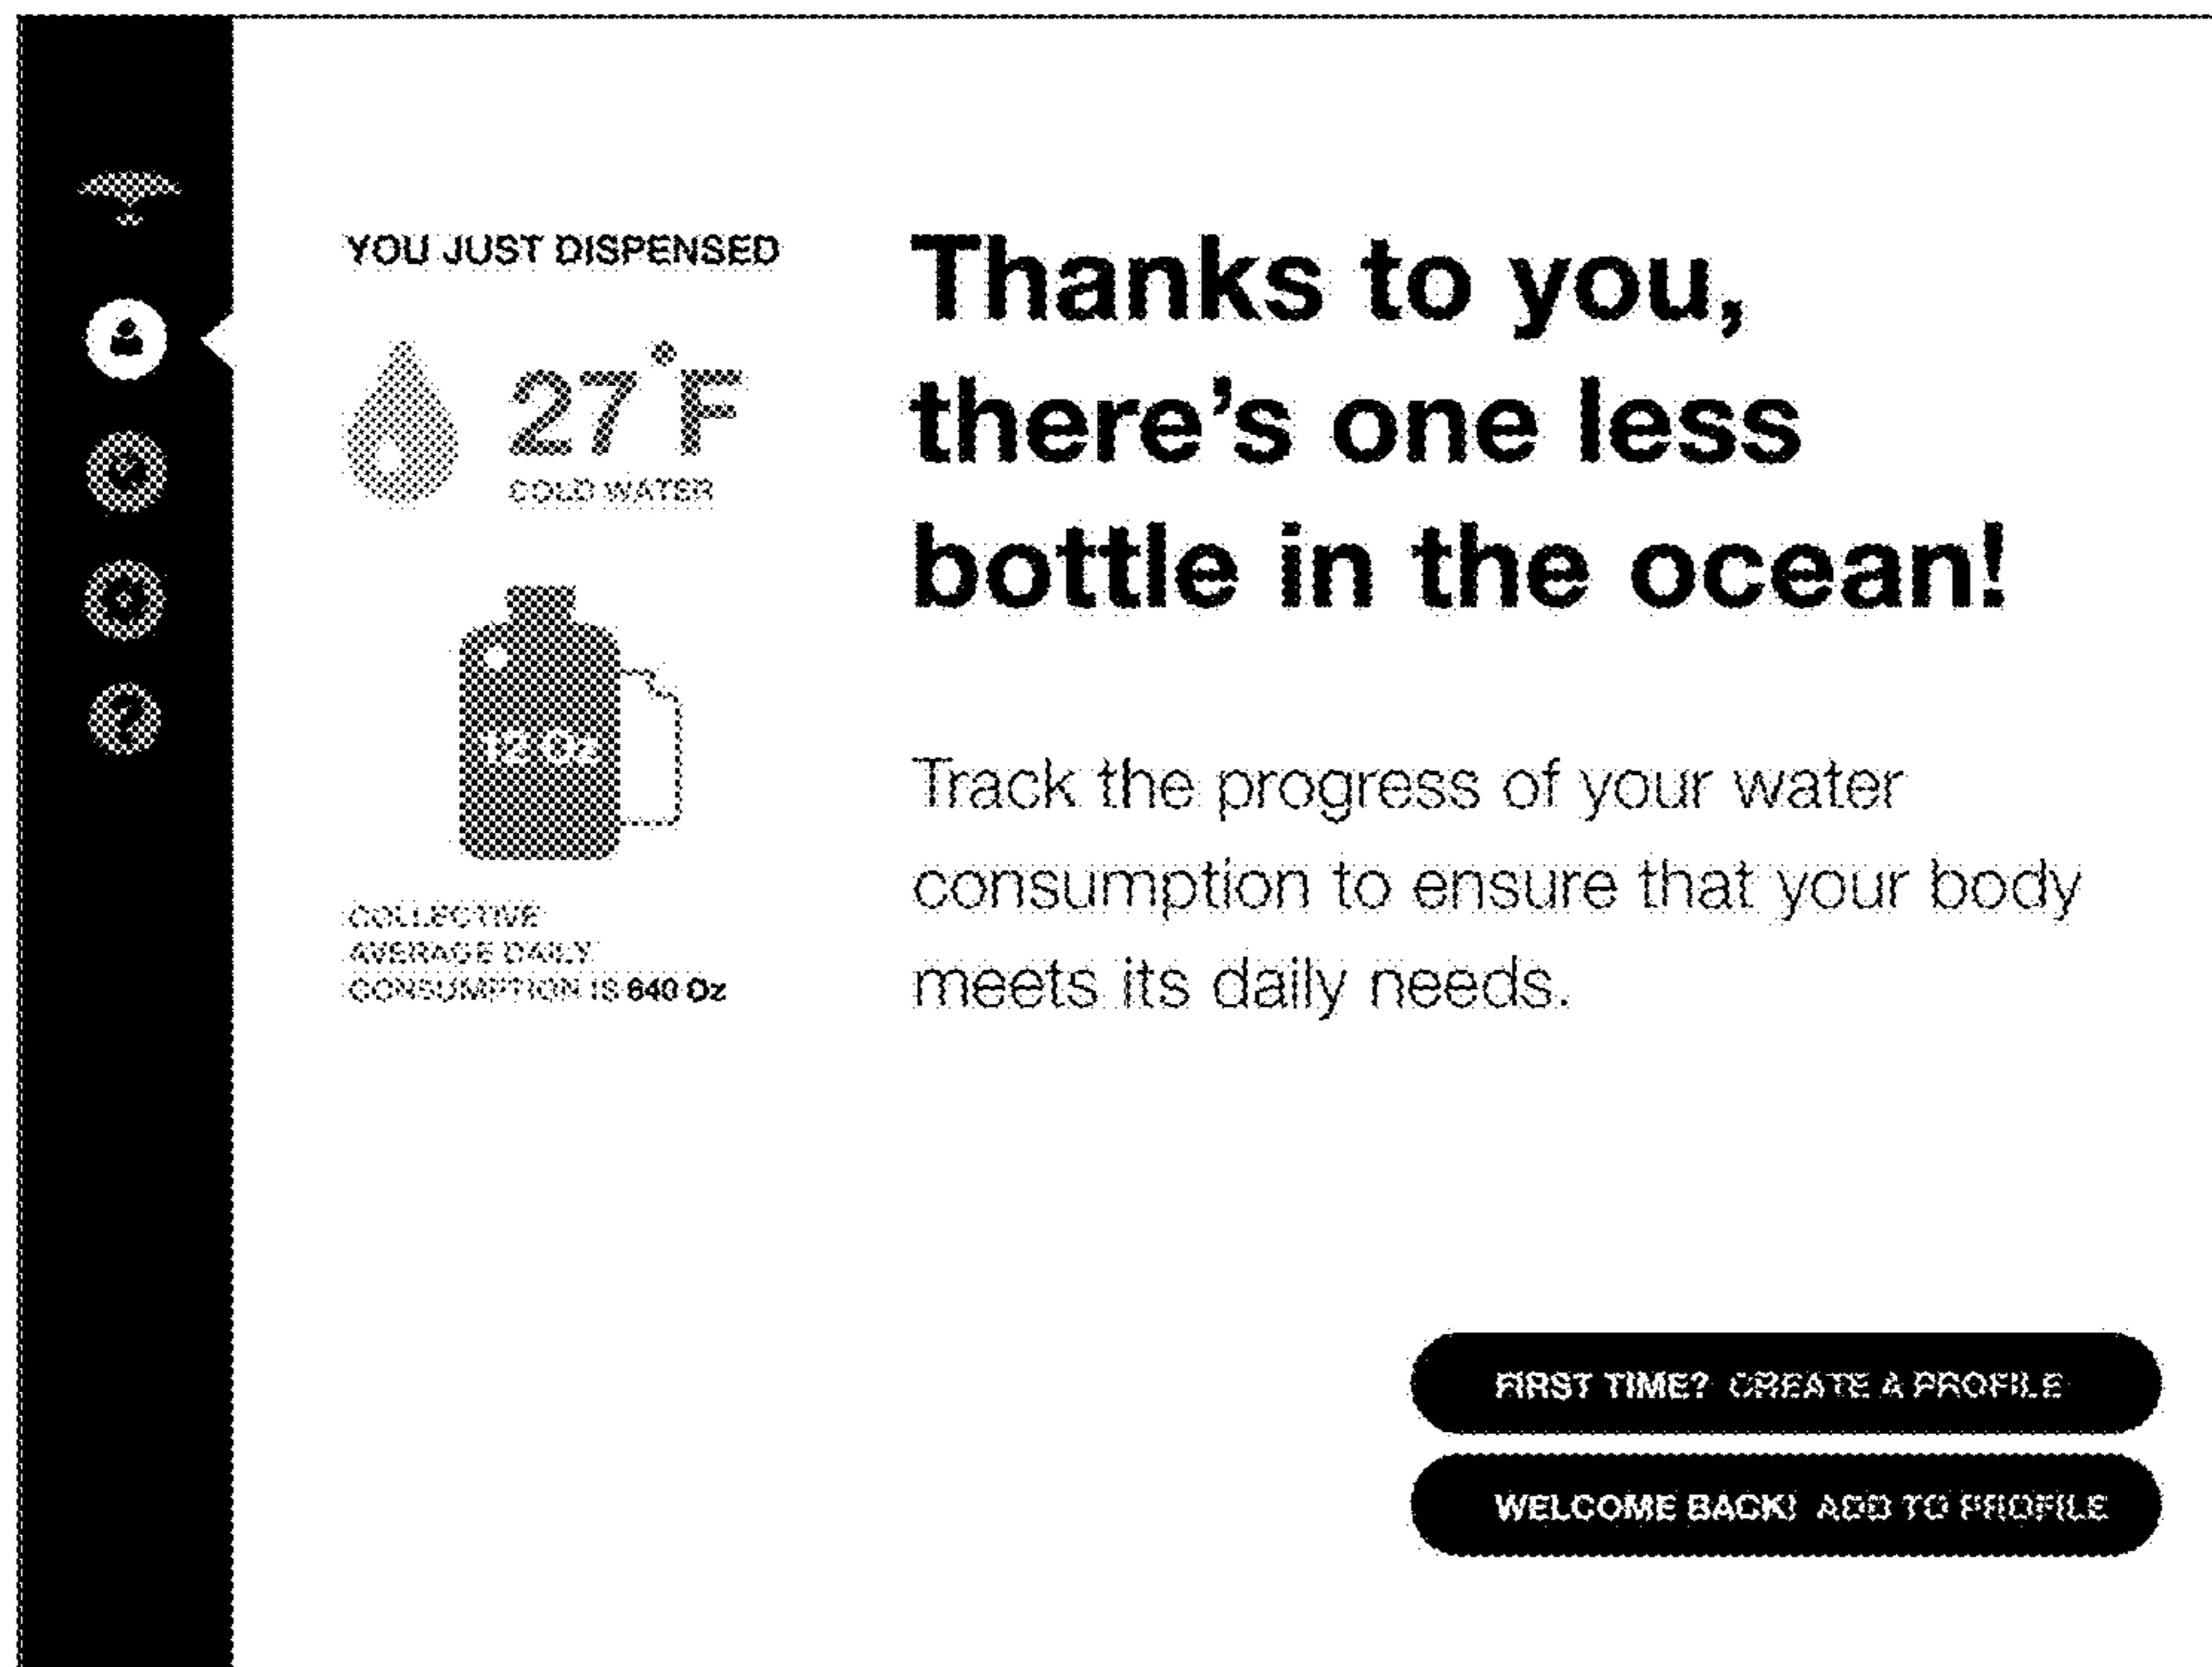 YOU JUST DISPENSED
27°F
COLD WATER
12 Oz
COLLECTIVE
AVERAGE DAILY
CONSUMPTION IS 640 Oz
Thanks to you,
there's one less
bottle in the ocean!
Track the progress of your water
consumption to ensure that your body
meets its daily needs.
FIRST TIME? CREATE A PROFILE
WELCOME BACK! ADD TO PROFILE
?